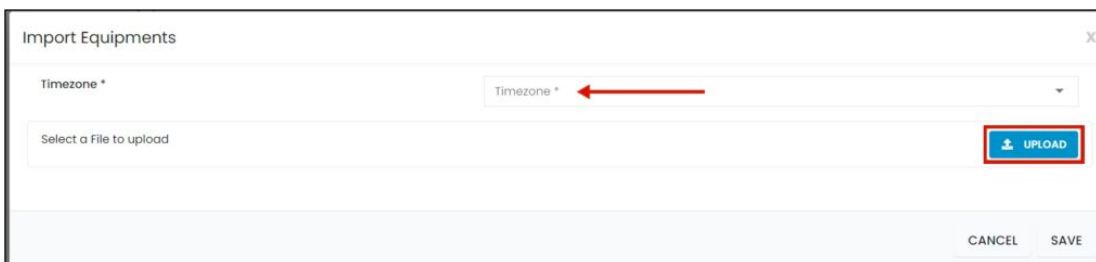 Import Equipments
X
Timezone *
Timezone *
Select a File to upload
UPLOAD
CANCEL SAVE